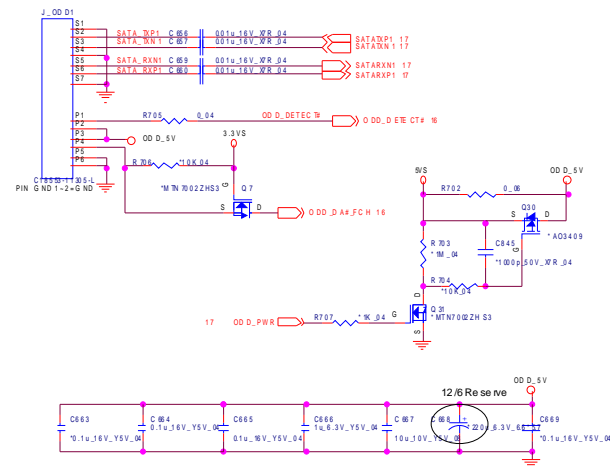 J_ODD1
S1
S2
S3
S4
S5
S6
S7
SATA_TXP1 C656 0.01u_16V_X7R_04 SATATXP1 17
SATA_TXN1 C657 0.01u_16V_X7R_04 SATATXN1 17
SATA_RXN1 C659 0.01u_16V_X7R_04 SATARXN1 17
SATA_RXP1 C660 0.01u_16V_X7R_04 SATARXP1 17
P1
P2
P3
P4
P5
P6
R705 0_04 ODD_DETECT# ODD_DETECT# 16
ODD_5V
3.3VS
R706 *10K_04
C18553-11305-L
PIN GND1~2=GND
*MTN7002ZHS3
Q7
G
S D
ODD_DA#_FCH 16
5VS
ODD_5V
R702 0_06
Q30
S D
G
*AO3409
R703
*1M_04
C845
*1000p_50V_X7R_04
R704
*10K_04
D
Q31
G
*MTN7002ZHS3
S
17 ODD_PWR
R707 *1K_04
12/6 Reserve
ODD_5V
C663
*0.1u_16V_Y5V_04
C664
0.1u_16V_Y5V_04
C665
0.1u_16V_Y5V_04
C666
1u_6.3V_Y5V_04
C667
10u_10V_Y5V_08
C668
+
C669
*0.1u_16V_Y5V_04